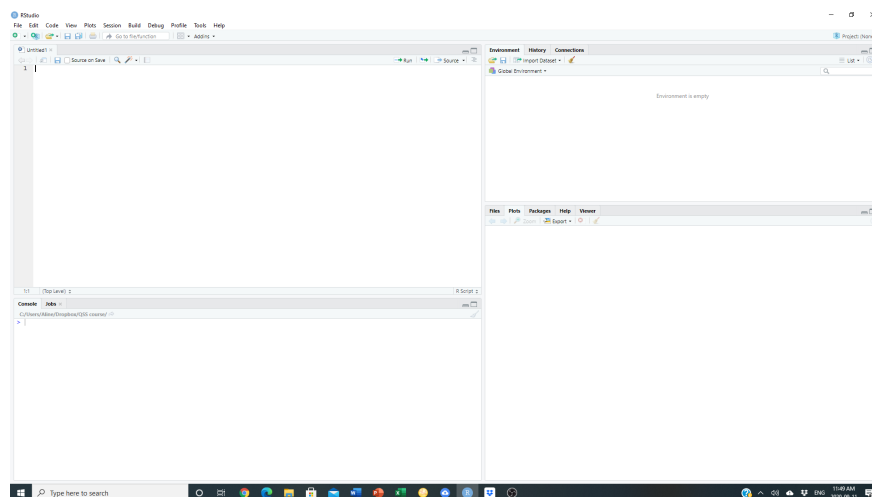 RStudio
File Edit Code View Plots Session Build Debug Profile Tools Help
Go to file/function Addins Project: (None
Untitled1
Source on Save Run Source
1
1:1 (Top Level) R Script
Console Jobs
C:/Users/Aline/Dropbox/QSS course/
>
Environment History Connections
Import Dataset List
Global Environment
Environment is empty
Files Plots Packages Help Viewer
Zoom Export
Type here to search ENG 11:49 AM